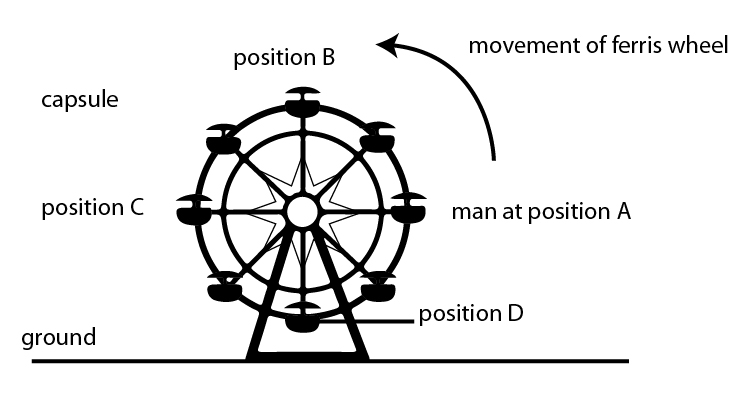 movement of ferris wheel
position B
capsule
position C
man at position A
position D
ground